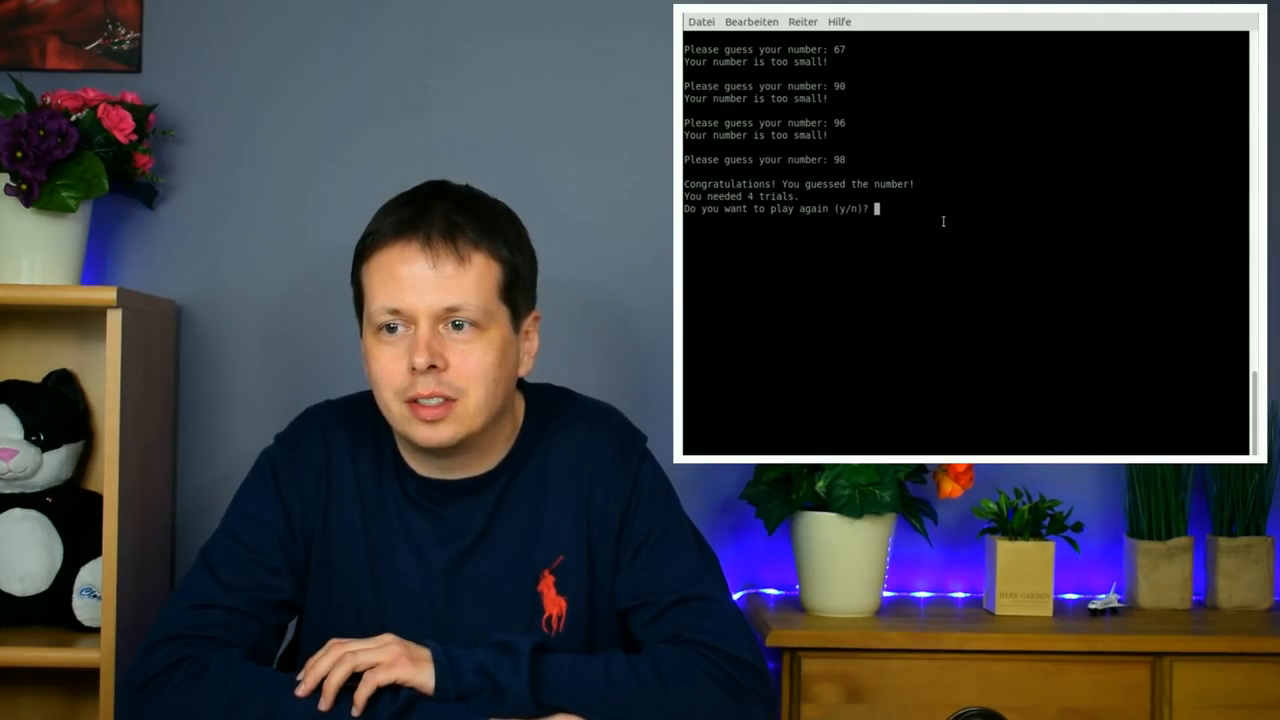 Datei Bearbeiten Reiter Hilfe
Please guess your number: 67
Your number is too small!
Please guess your number: 90
Your number is too small!
Please guess your number: 96
Your number is too small!
Please guess your number: 98
Congratulations! You guessed the number!
You needed 4 trials.
Do you want to play again (y/n)?
HERB GARDEN